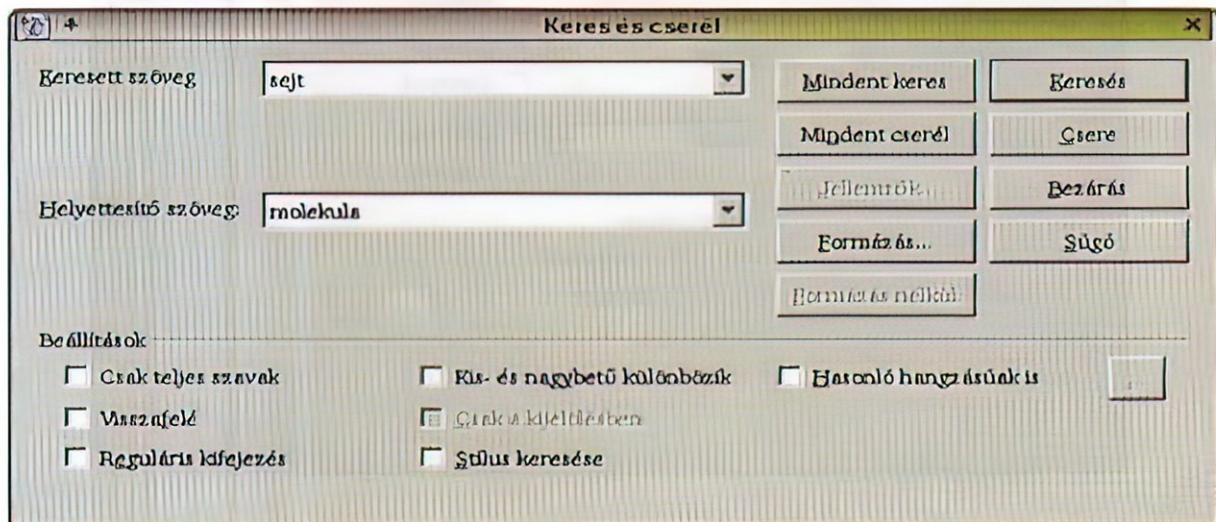 Keres és cserél
Keresett szöveg
sejt
Mindent keres
Keresés
Mindent cserél
Csere
Jellemzők...
Bezárás
Helyettesítő szöveg:
molekula
Formázás...
Súgó
Formázás nélkül
Beállítások
Csak teljes szavak
Kis- és nagybetű különbözik
Hasonló hangzásúak is
...
Visszafelé
Csak a kijelölésben
Reguláris kifejezés
Stílus keresése